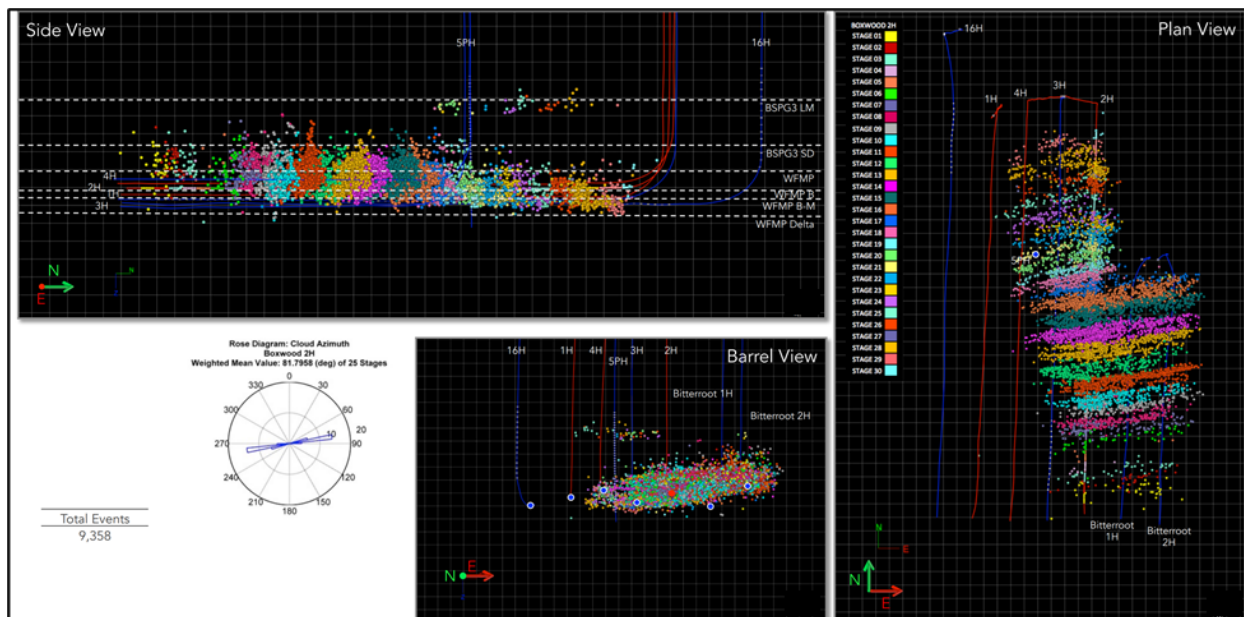 Side View
5PH
16H
BSPG3 LM
BSPG3 SD
WFMP
WFMP B
WFMP B-M
WFMP Delta
4H
2H
1H
3H
N
E
N
Rose Diagram: Cloud Azimuth
Boxwood 2H
Weighted Mean Value: 81.7958 (deg) of 25 Stages
0
30
60
90
120
150
180
210
240
270
300
330
10
20
Total Events
9,358
Barrel View
16H
1H
4H
5PH
3H
2H
Bitterroot 1H
Bitterroot 2H
N
E
Plan View
BOXWOOD 2H
STAGE 01
STAGE 02
STAGE 03
STAGE 04
STAGE 05
STAGE 06
STAGE 07
STAGE 08
STAGE 09
STAGE 10
STAGE 11
STAGE 12
STAGE 13
STAGE 14
STAGE 15
STAGE 16
STAGE 17
STAGE 18
STAGE 19
STAGE 20
STAGE 21
STAGE 22
STAGE 23
STAGE 24
STAGE 25
STAGE 26
STAGE 27
STAGE 28
STAGE 29
STAGE 30
16H
1H
4H
3H
2H
5PH
Bitterroot
1H
Bitterroot
2H
N
E
N
E